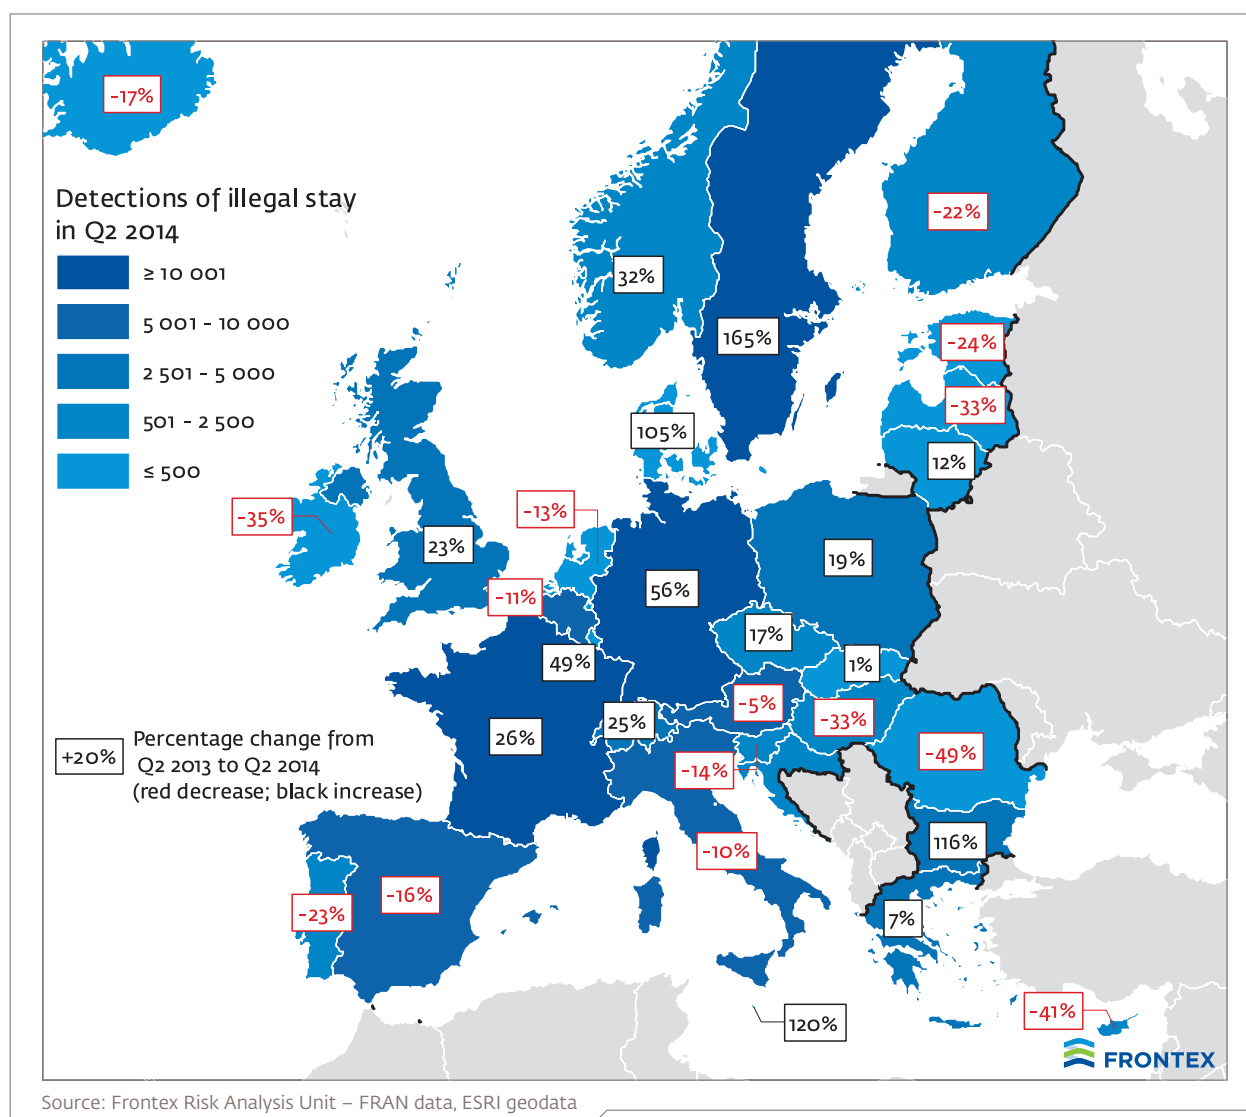 -17%
Detections of illegal stay
in Q2 2014
≥ 10 001
5 001 - 10 000
2 501 - 5 000
501 - 2 500
≤ 500
-22%
32%
165%
-24%
-33%
105%
12%
-35%
-13%
23%
19%
56%
-11%
17%
49%
1%
-5%
25%
-33%
26%
-49%
+20%
Percentage change from
Q2 2013 to Q2 2014
(red decrease; black increase)
-14%
116%
-10%
-16%
-23%
7%
-41%
120%
FRONTEX
Source: Frontex Risk Analysis Unit – FRAN data, ESRI geodata